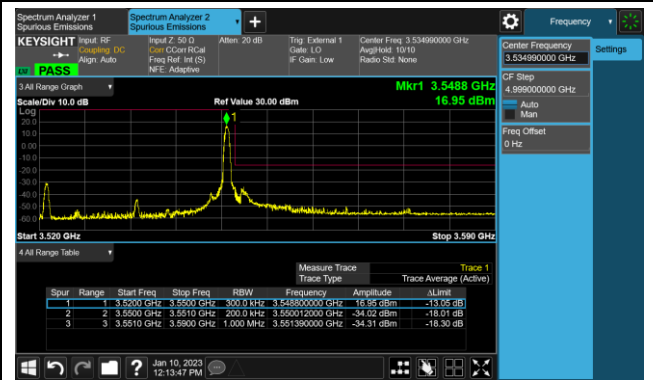 Spectrum Analyzer 1
Spurious Emissions
Spectrum Analyzer 2
Spurious Emissions
Frequency
KEYSIGHT
Input: RF
Coupling: DC
Align: Auto
Input Z: 50 Ω
Corr CCorr RCal
Freq Ref: Int (S)
NFE: Adaptive
Atten: 20 dB
Trig: External 1
Gate: LO
IF Gain: Low
Center Freq: 3.534990000 GHz
Avg|Hold: 10/10
Radio Std: None
LXI
PASS
Center Frequency
3.534990000 GHz
Settings
CF Step
4.999000000 GHz
Auto
Man
Freq Offset
0 Hz
3 All Range Graph
Mkr1 3.5488 GHz
16.95 dBm
Scale/Div 10.0 dB
Ref Value 30.00 dBm
Log
20.0
10.0
0.00
-10.0
-20.0
-30.0
-40.0
-50.0
-60.0
1
Start 3.520 GHz
Stop 3.590 GHz
4 All Range Table
Measure Trace Trace 1
Trace Type Trace Average (Active)
Spur Range Start Freq Stop Freq RBW Frequency Amplitude ΔLimit
1 1 3.5200 GHz 3.5500 GHz 300.0 kHz 3.548800000 GHz 16.95 dBm -13.05 dB
2 2 3.5500 GHz 3.5510 GHz 200.0 kHz 3.550012000 GHz -34.02 dBm -18.01 dB
3 3 3.5510 GHz 3.5900 GHz 1.000 MHz 3.551390000 GHz -34.31 dBm -18.30 dB
Jan 10, 2023
12:13:47 PM